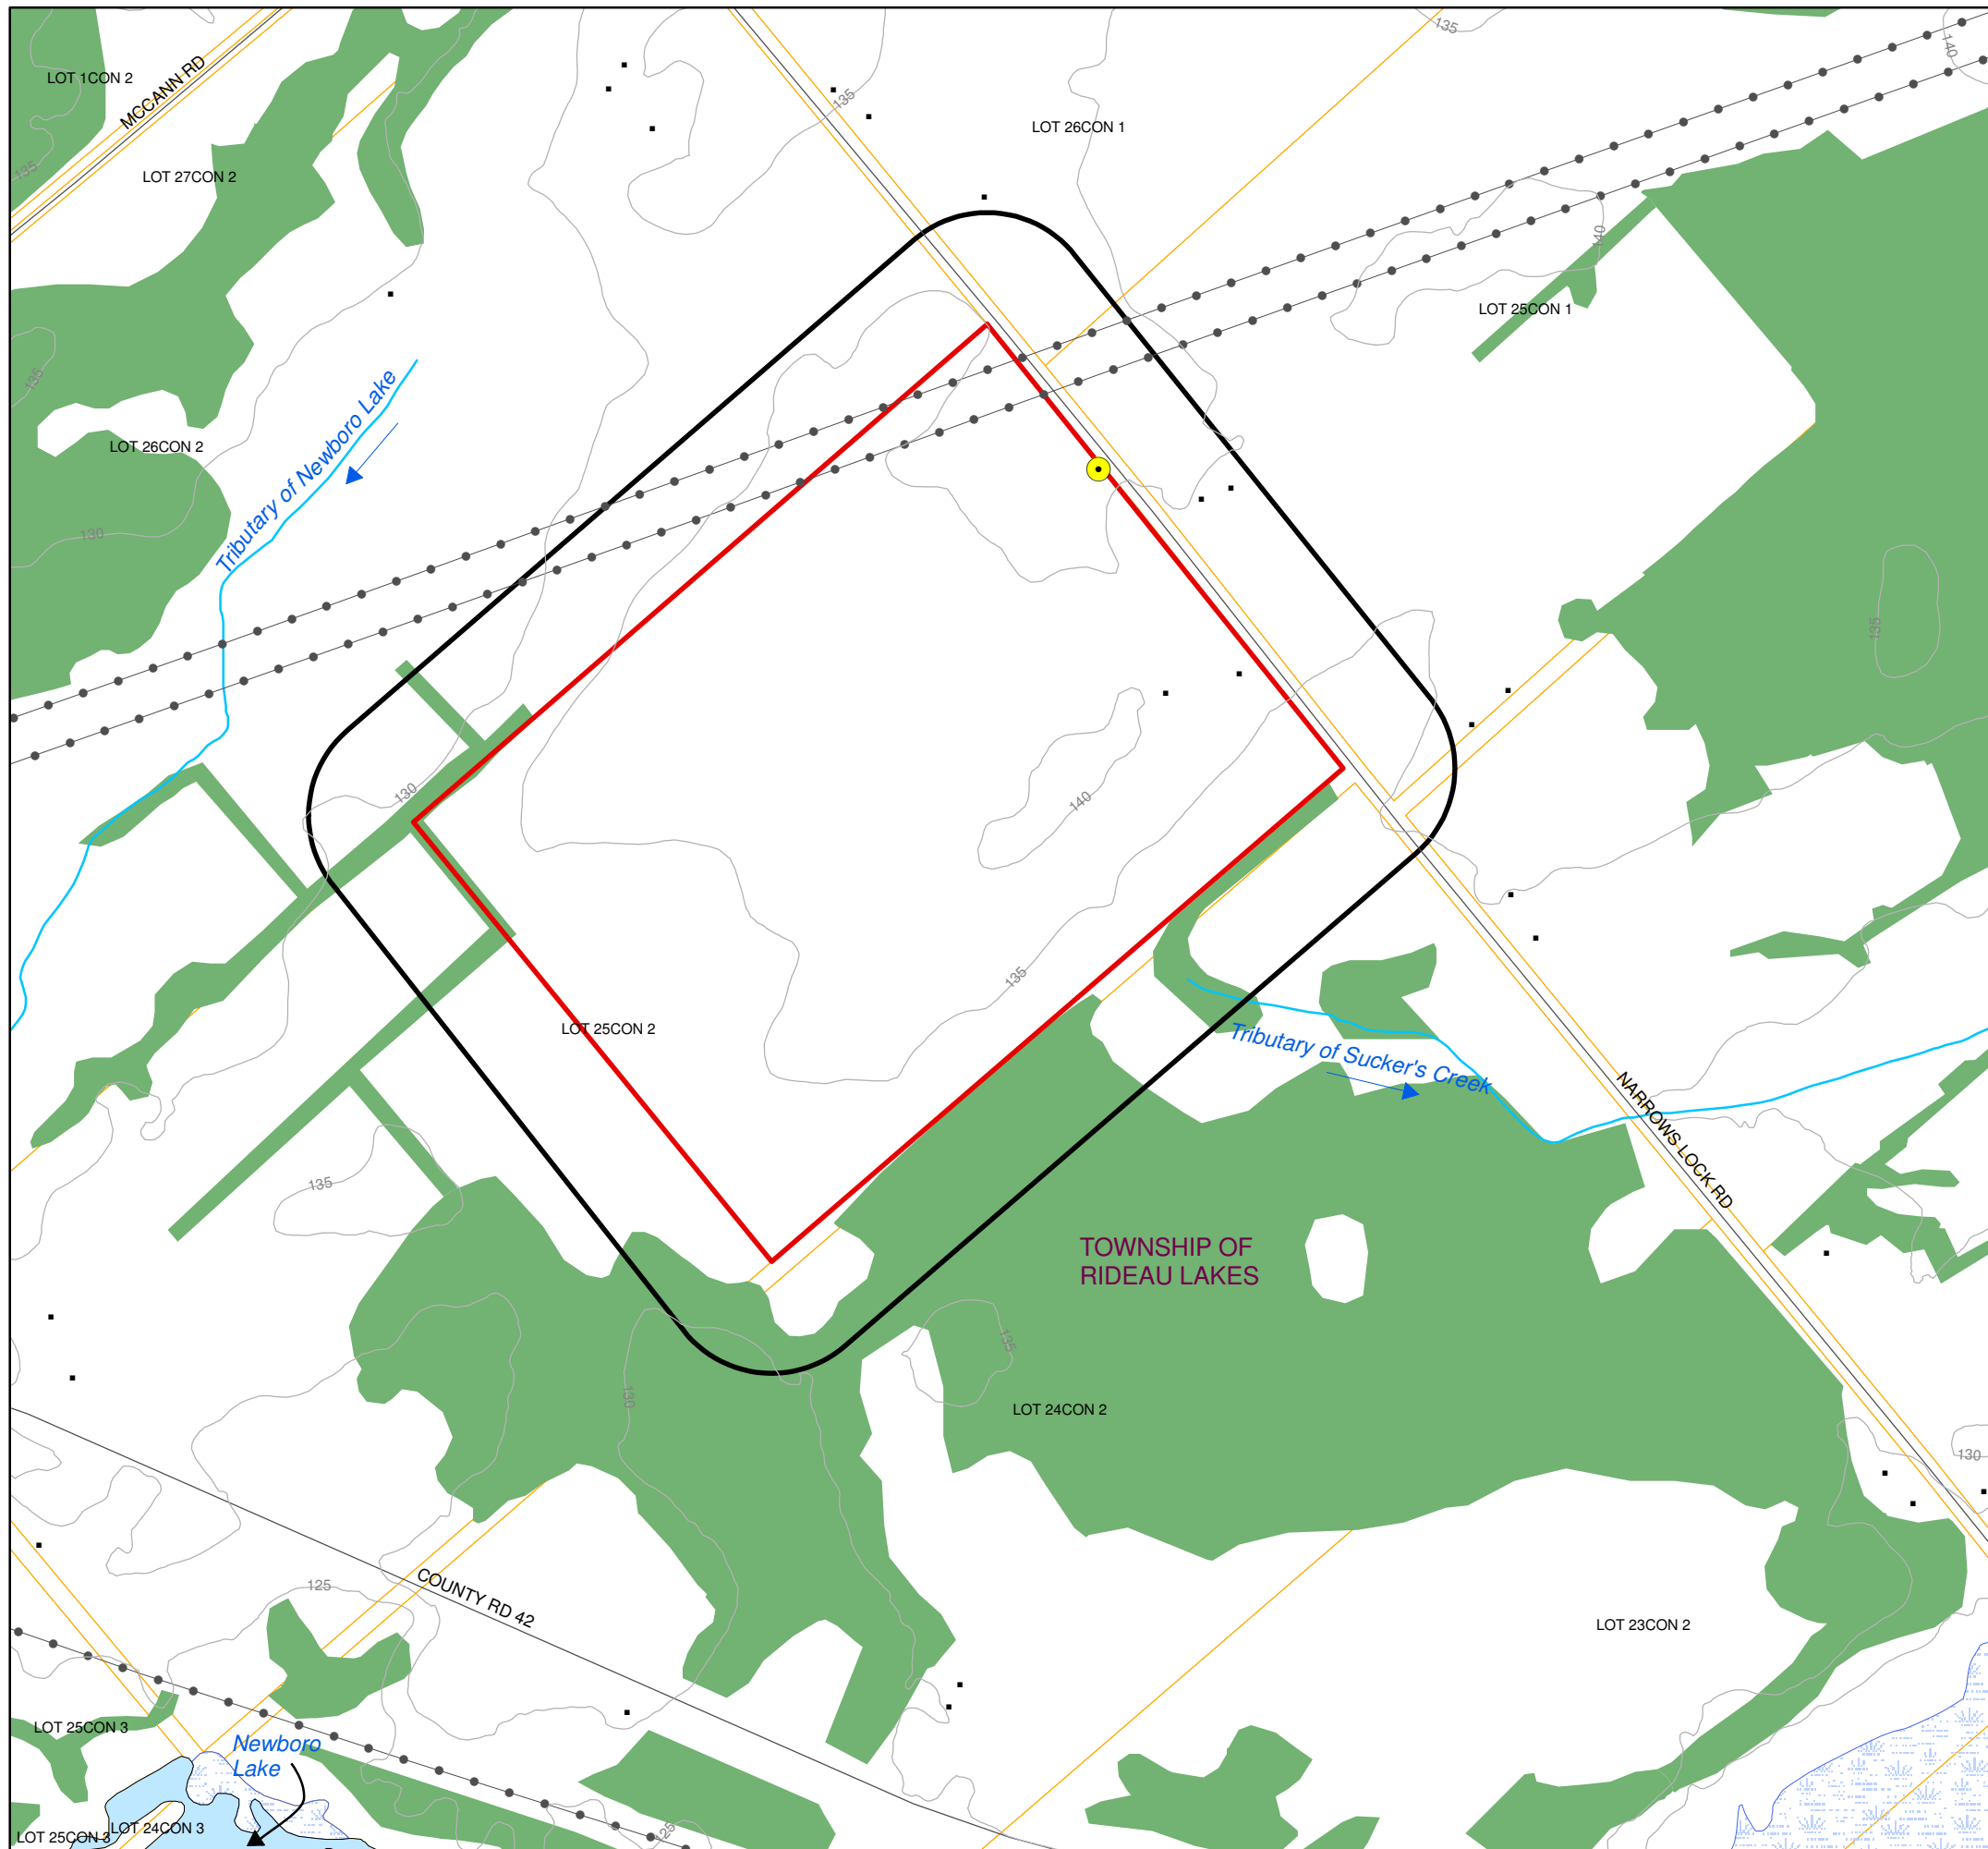 135
140
LOT 1CON 2
MCCANN RD
135
LOT 26CON 1
135
LOT 27CON 2
140
LOT 25CON 1
135
Tributary of Newboro Lake
LOT 26CON 2
130
135
130
140
135
LOT 25CON 2
Tributary of Sucker's Creek
NARROWS LOCK RD
135
TOWNSHIP OF
RIDEAU LAKES
135
130
LOT 24CON 2
130
125
COUNTY RD 42
LOT 23CON 2
LOT 25CON 3
Newboro
Lake
LOT 24CON 3
LOT 25CON 3
125